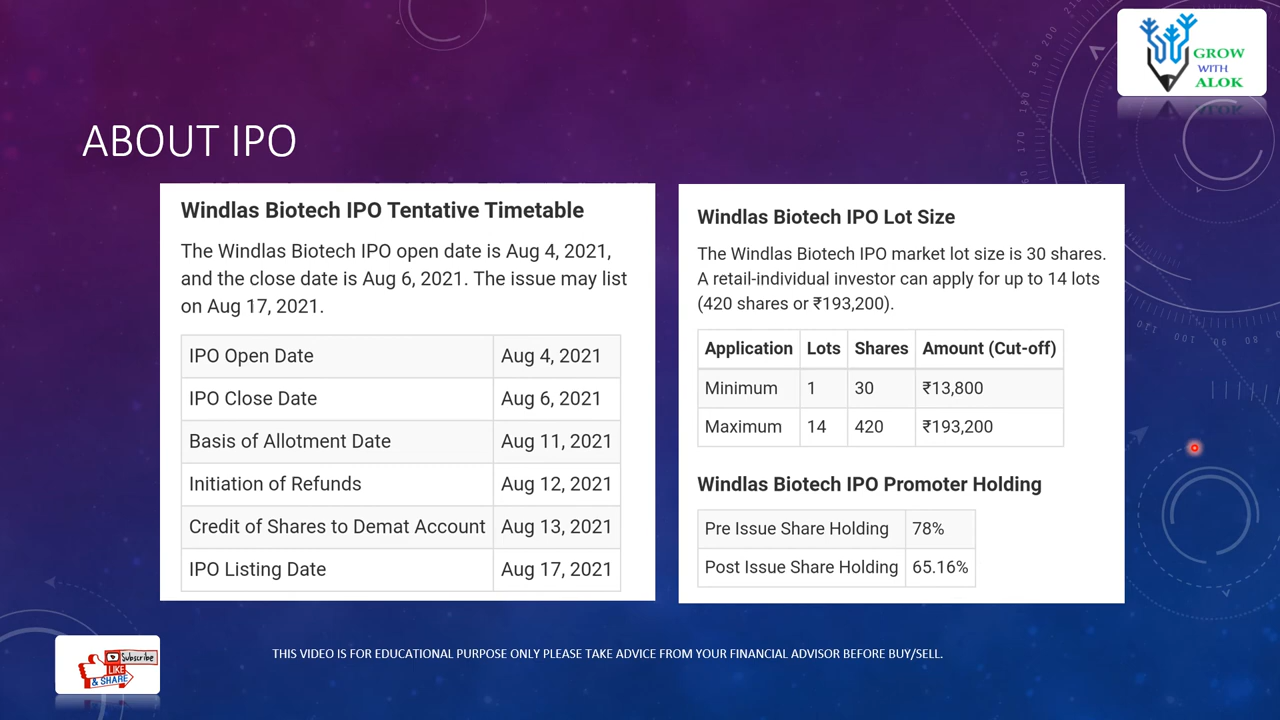 GROW
WITH
ALOK
ABOUT IPO
Windlas Biotech IPO Tentative Timetable
The Windlas Biotech IPO open date is Aug 4, 2021,
and the close date is Aug 6, 2021. The issue may list
on Aug 17, 2021.
IPO Open Date Aug 4, 2021
IPO Close Date Aug 6, 2021
Basis of Allotment Date Aug 11, 2021
Initiation of Refunds Aug 12, 2021
Credit of Shares to Demat Account Aug 13, 2021
IPO Listing Date Aug 17, 2021
Windlas Biotech IPO Lot Size
The Windlas Biotech IPO market lot size is 30 shares.
A retail-individual investor can apply for up to 14 lots
(420 shares or ₹193,200).
Application Lots Shares Amount (Cut-off)
Minimum 1 30 ₹13,800
Maximum 14 420 ₹193,200
Windlas Biotech IPO Promoter Holding
Pre Issue Share Holding 78%
Post Issue Share Holding 65.16%
Subscribe
LIKE
& SHARE
THIS VIDEO IS FOR EDUCATIONAL PURPOSE ONLY PLEASE TAKE ADVICE FROM YOUR FINANCIAL ADVISOR BEFORE BUY/SELL.